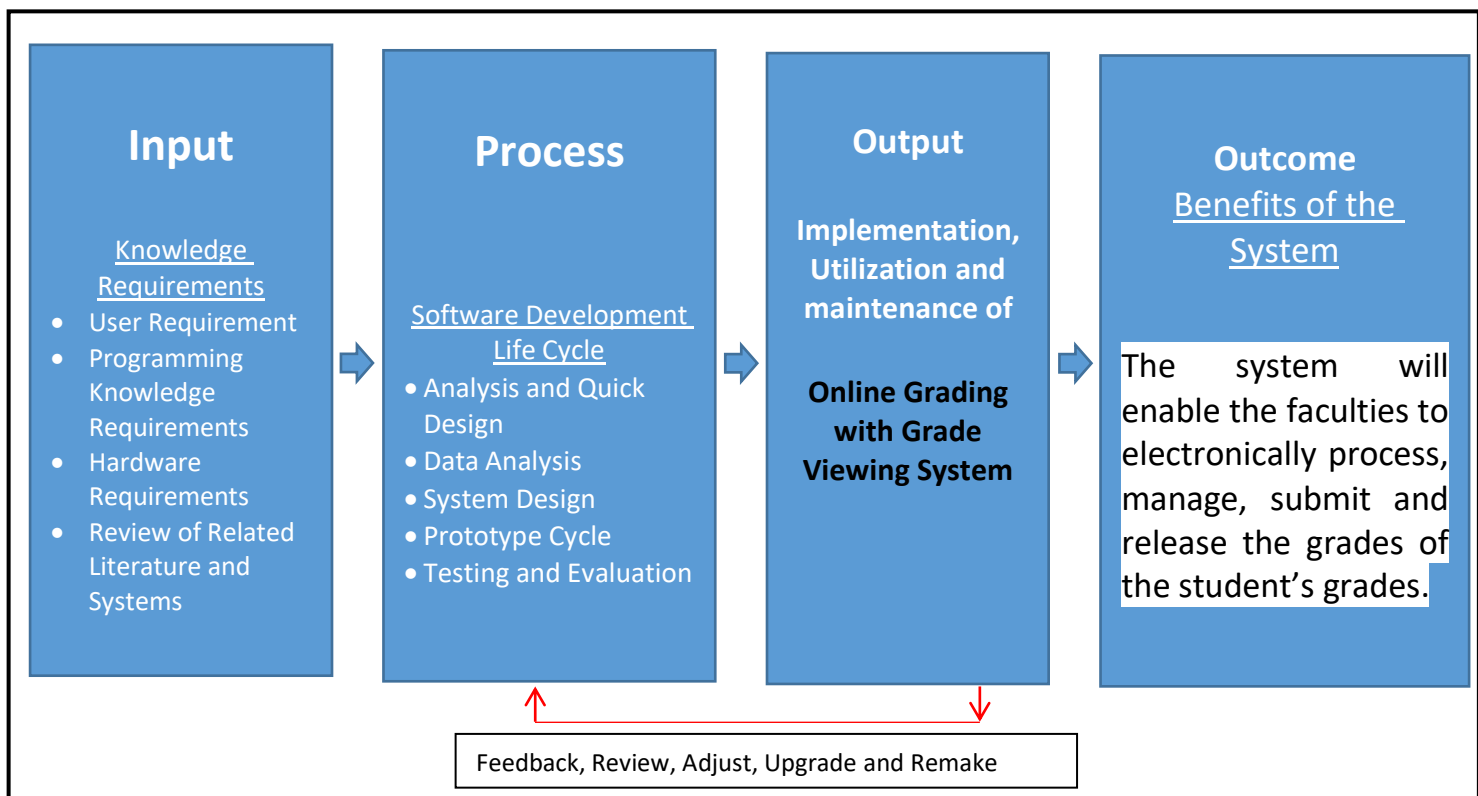 Input
Knowledge
Requirements
• User Requirement
• Programming
Knowledge
Requirements
• Hardware
Requirements
• Review of Related
Literature and
Systems
Process
Software Development
Life Cycle
• Analysis and Quick
Design
• Data Analysis
• System Design
• Prototype Cycle
• Testing and Evaluation
Output
Implementation,
Utilization and
maintenance of
Online Grading
with Grade
Viewing System
Outcome
Benefits of the
System
The system will
enable the faculties to
electronically process,
manage, submit and
release the grades of
the student’s grades.
Feedback, Review, Adjust, Upgrade and Remake